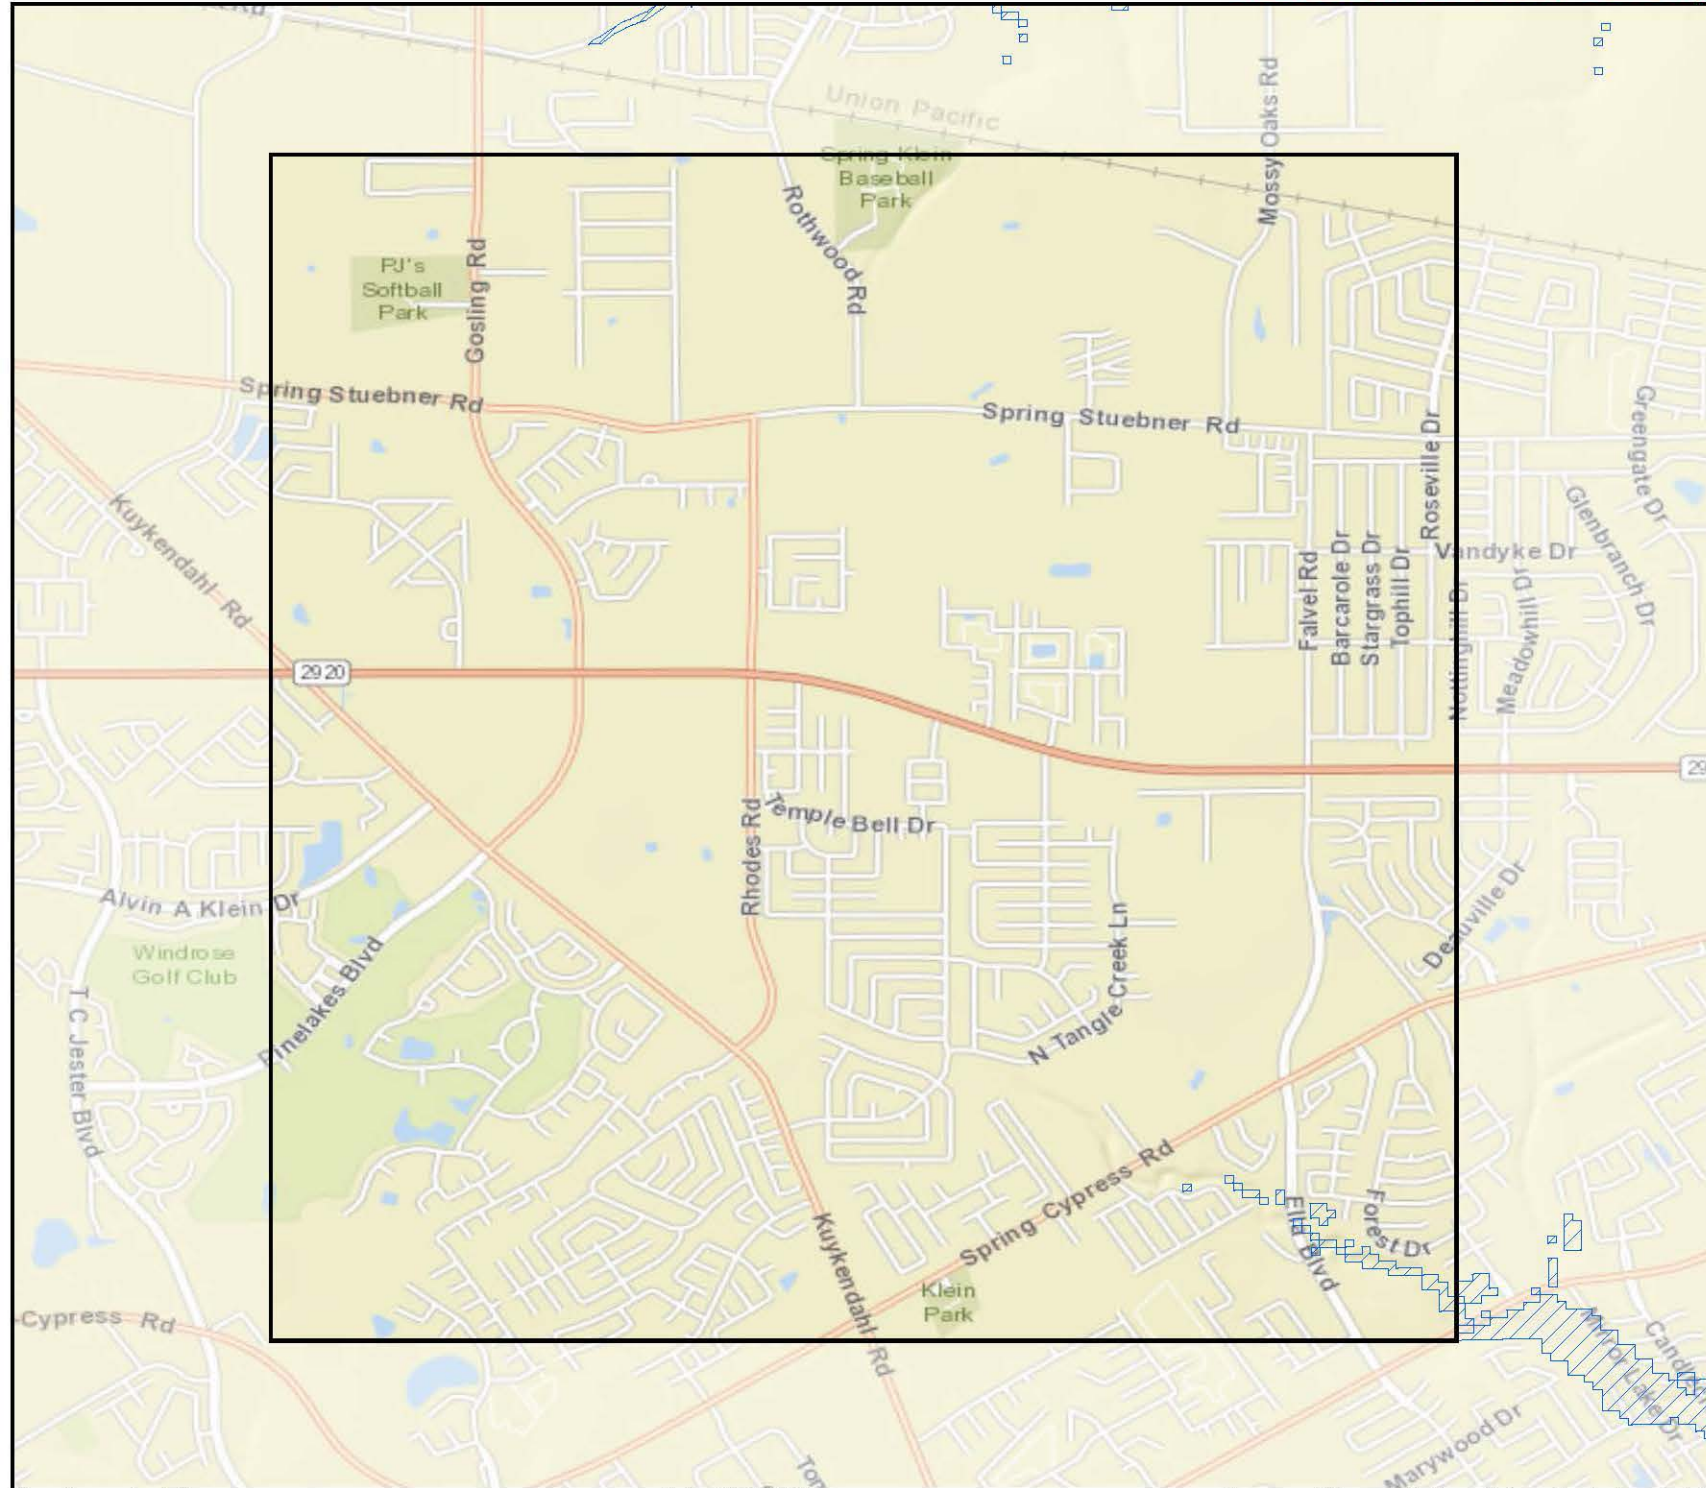 Union Pacific
Mossy Oaks Rd
Spring Klein
Baseball
Park
Rothwood Rd
PJ's
Softball
Park
Gosling Rd
Spring Stuebner Rd
Spring Stuebner Rd
Roseville Dr
Greengate Dr
Glenbranch Dr
Kuykendahl Rd
Vandyke Dr
Falvel Rd
Barcarole Dr
Stargrass Dr
Tophill Dr
Nottinghill Dr
Meadowhill Dr
2920
29
Temple Bell Dr
Rhodes Rd
Alvin A Klein Dr
Windrose
Golf Club
Pinelakes Blvd
T C Jester Blvd
N Tangle Creek Ln
Deauville Dr
Spring Cypress Rd
Ella Blvd
Forest Dr
Kuykendahl Rd
Klein
Park
-Cypress Rd
Mirror Lake Dr
Marywood Dr